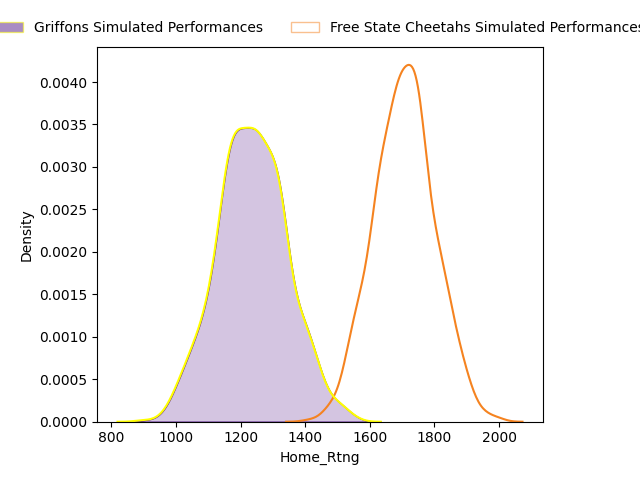 Griffons Simulated Performances
Free State Cheetahs Simulated Performances
0.0040
0.0035
0.0030
0.0025
0.0020
0.0015
0.0010
0.0005
0.0000
Density
800 1000 1200 1400 1600 1800 2000
Home_Rtng